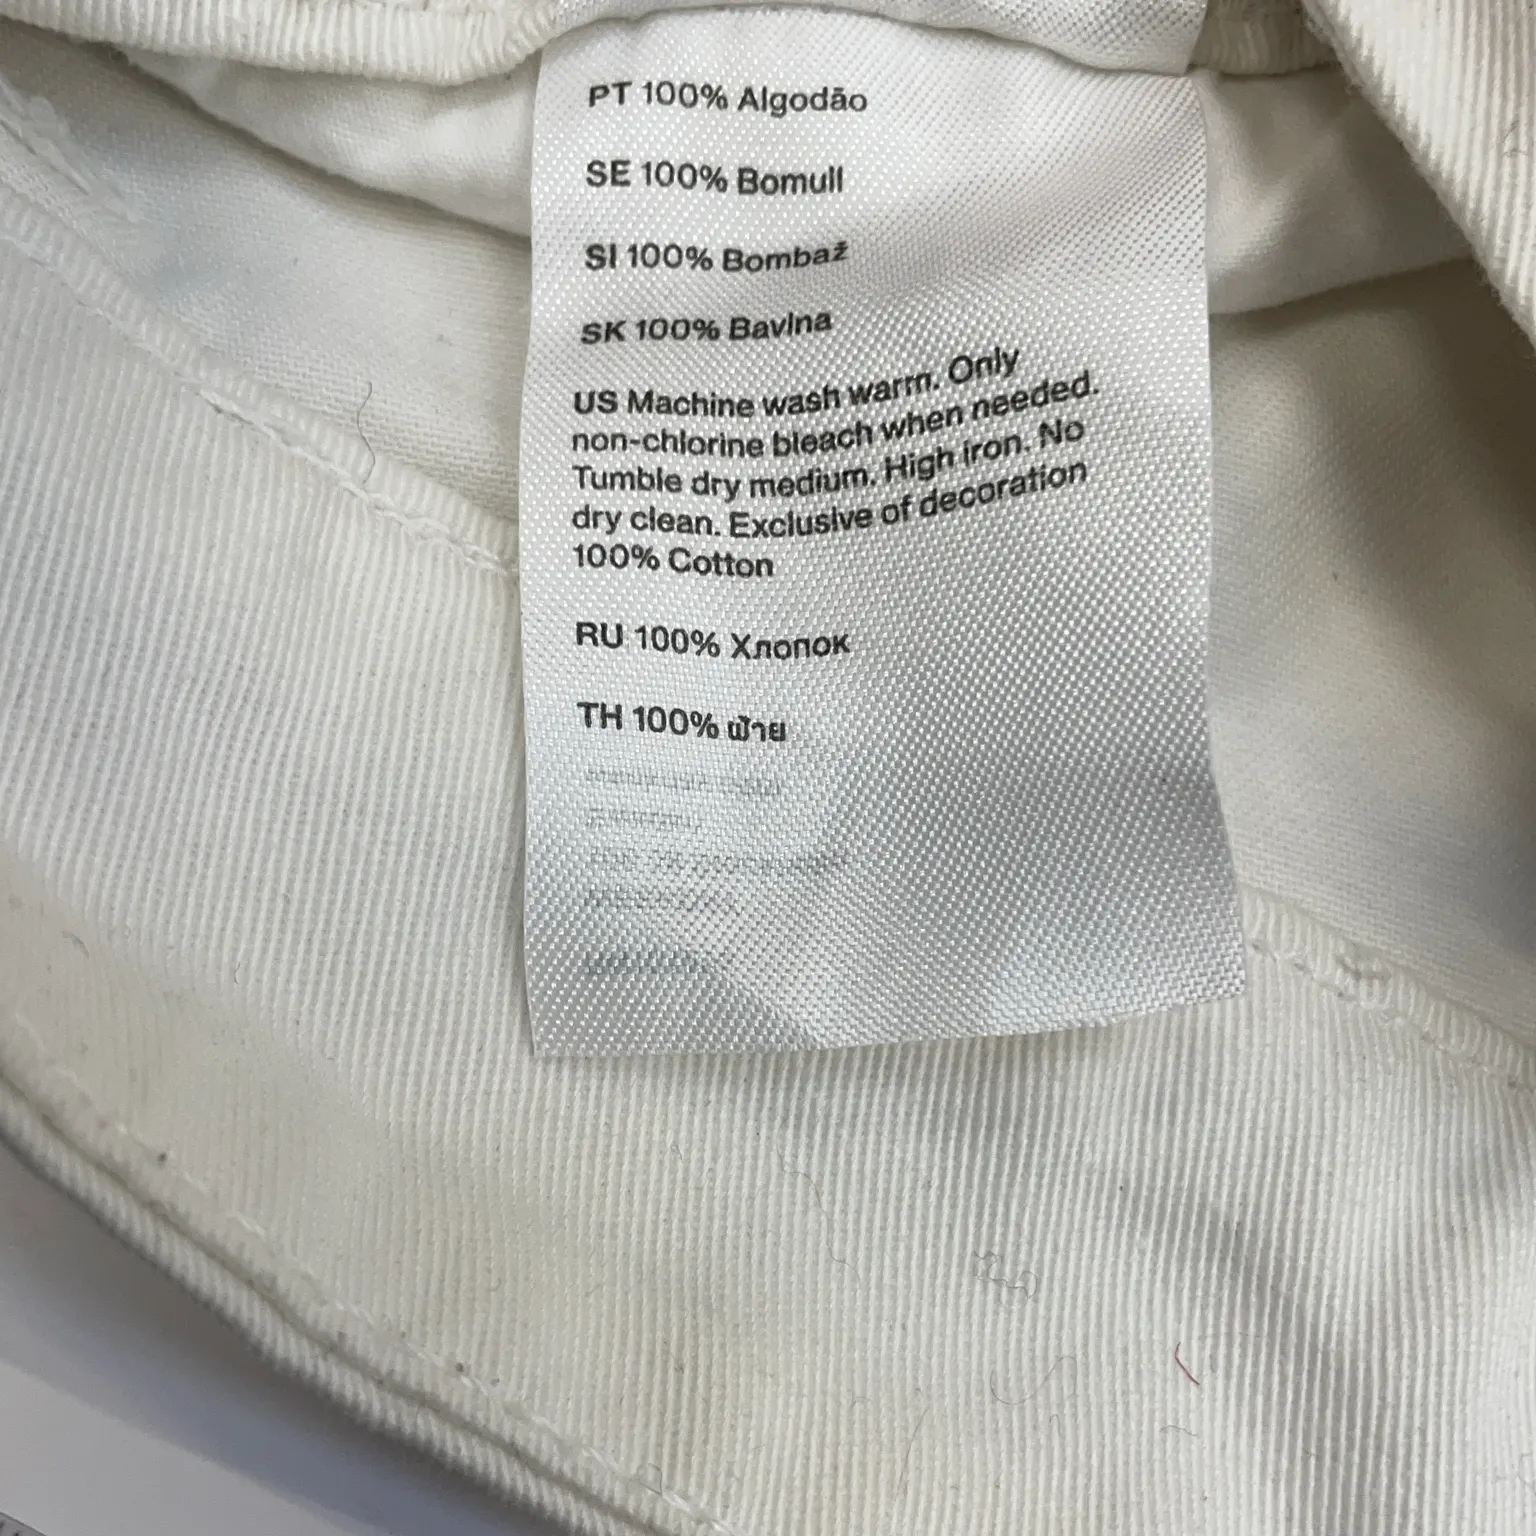 PT 100% Algodão
SE 100% Bomull
SI 100% Bombaž
SK 100% Bavlna
US Machine wash warm. Only
non-chlorine bleach when needed.
Tumble dry medium. High iron. No
dry clean. Exclusive of decoration
100% Cotton
RU 100% Хлопок
TH 100% ฝ้าย